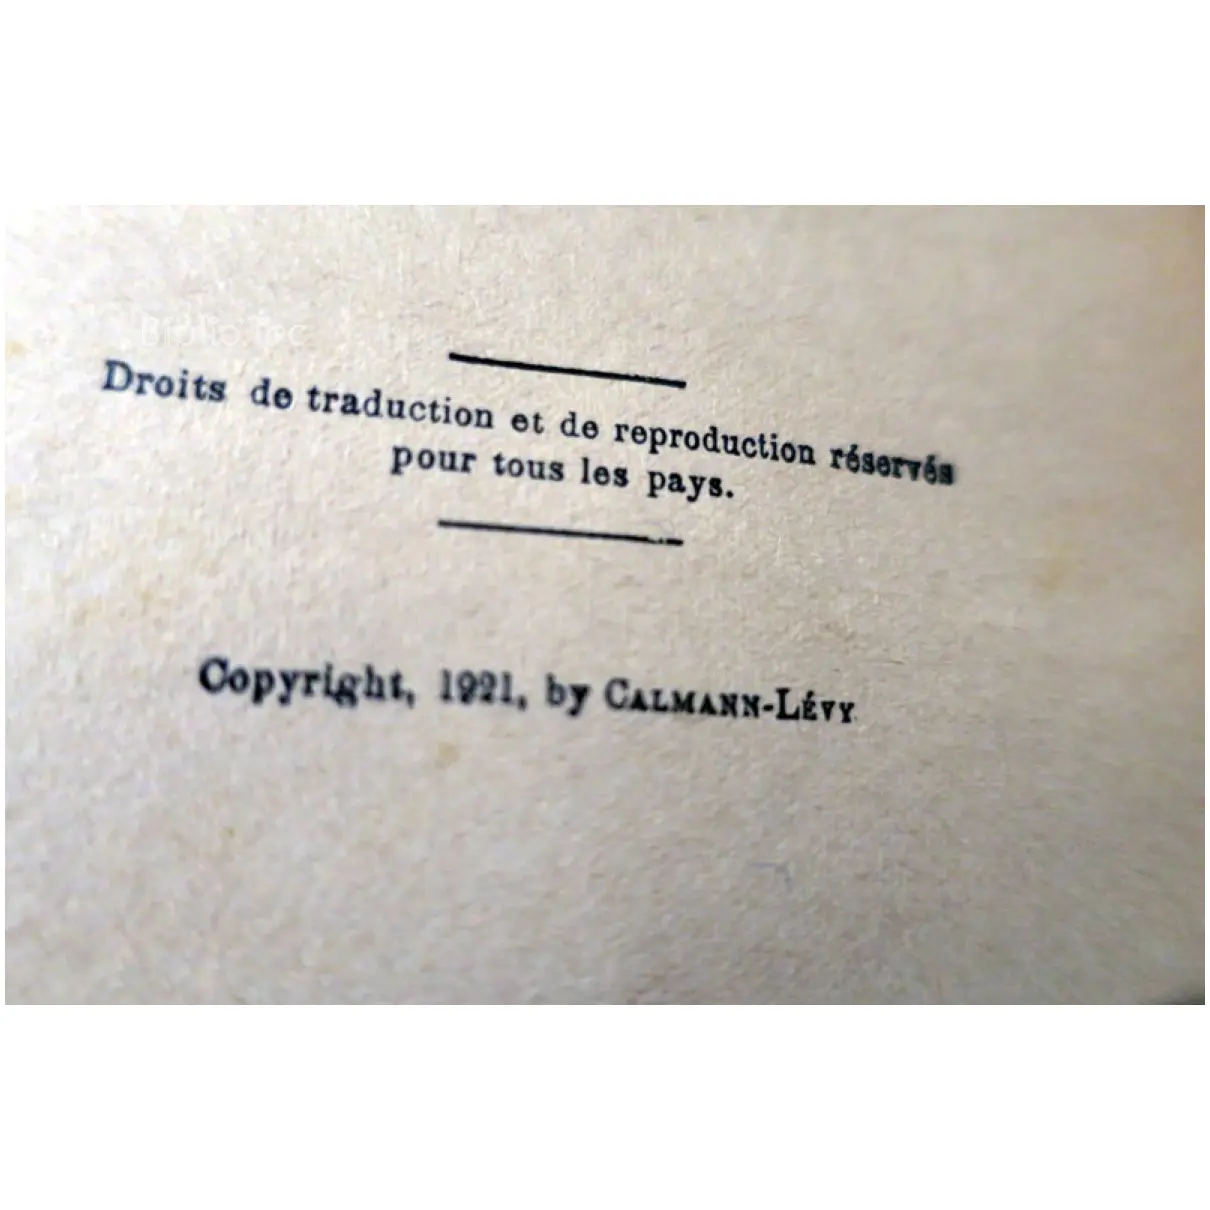 Droits de traduction et de reproduction réservés
pour tous les pays.
Copyright, 1921, by CALMANN-LÉVY